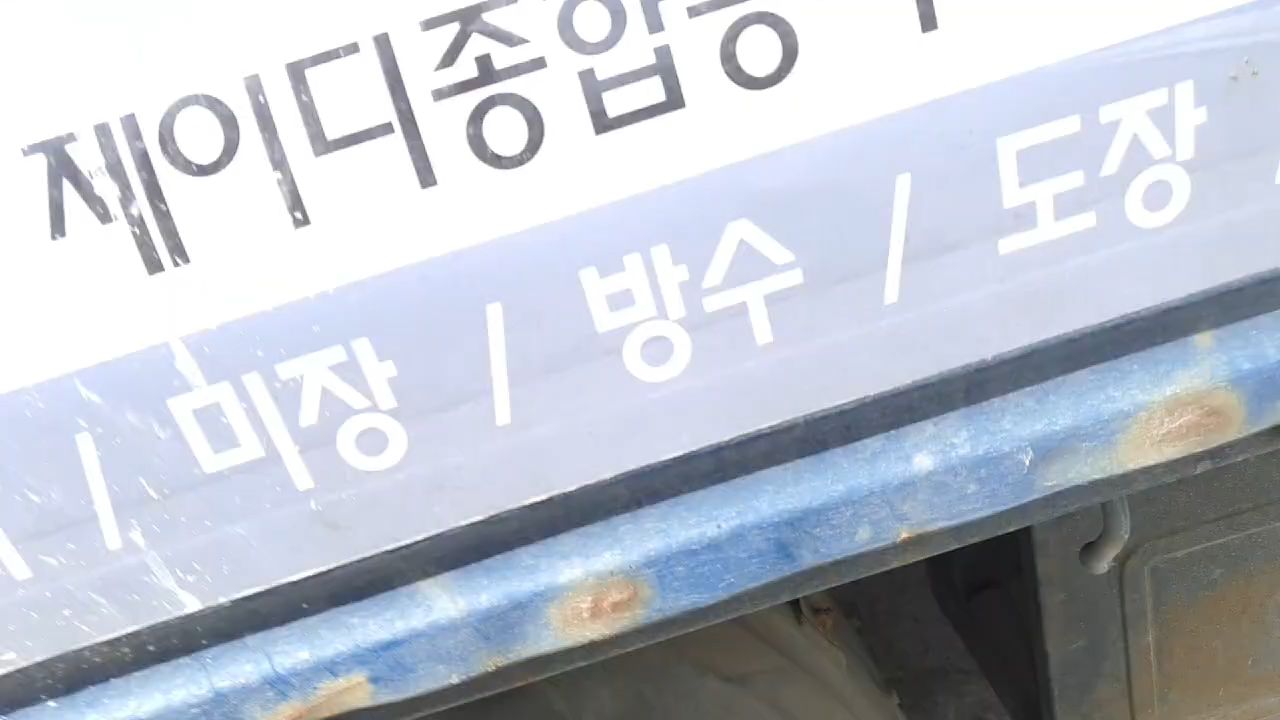 제이디종합
/ 미장 / 방수 / 도장